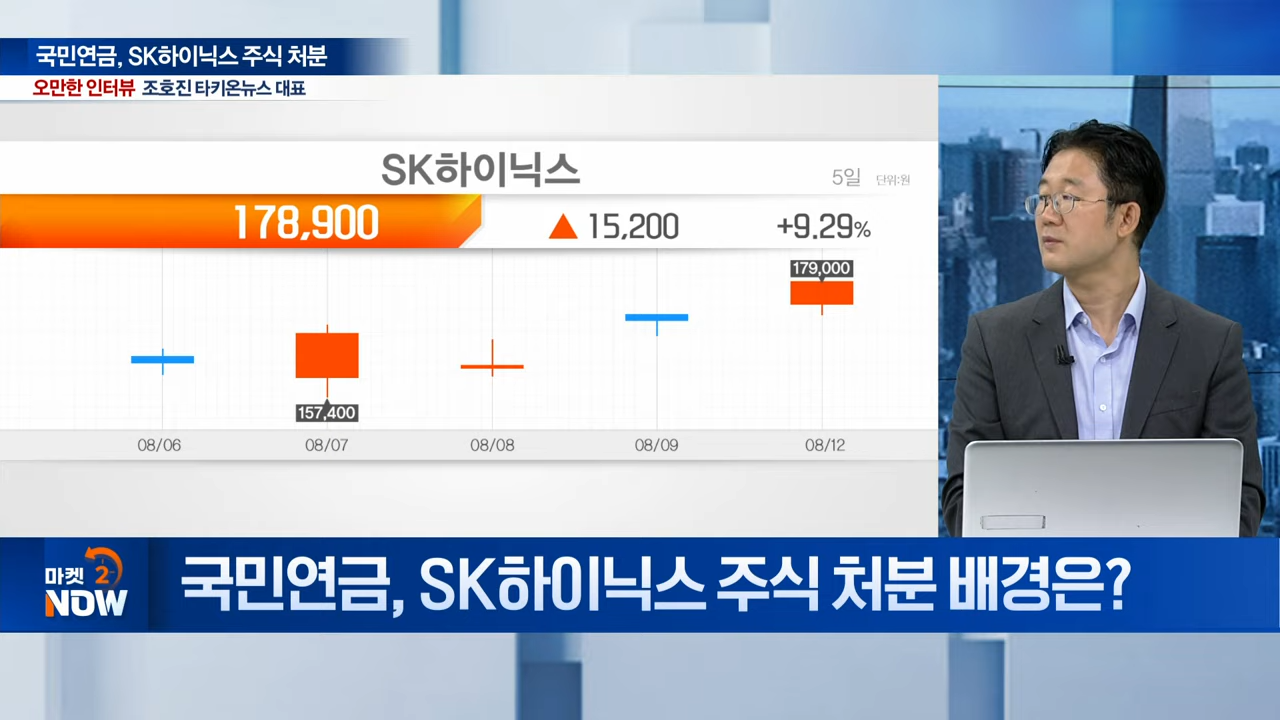 국민연금, SK하이닉스 주식 처분
오만한 인터뷰 조호진 타키온뉴스 대표
SK하이닉스
5일 단위:원
178,900 ▲ 15,200 +9.29%
179,000
157,400
08/06 08/07 08/08 08/09 08/12
마켓 2
NOW
국민연금, SK하이닉스 주식 처분 배경은?